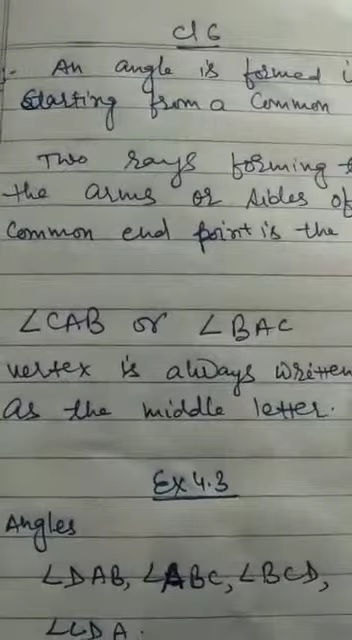 cl 6
:- An angle is formed i
Starting from a Common
Two rays forming t
the arms or sides of
Common end point is the
∠CAB or ∠BAC
vertex is always written
as the middle letter.
Ex 4.3
Angles
∠DAB, ∠ABC, ∠BCD,
∠CDA.